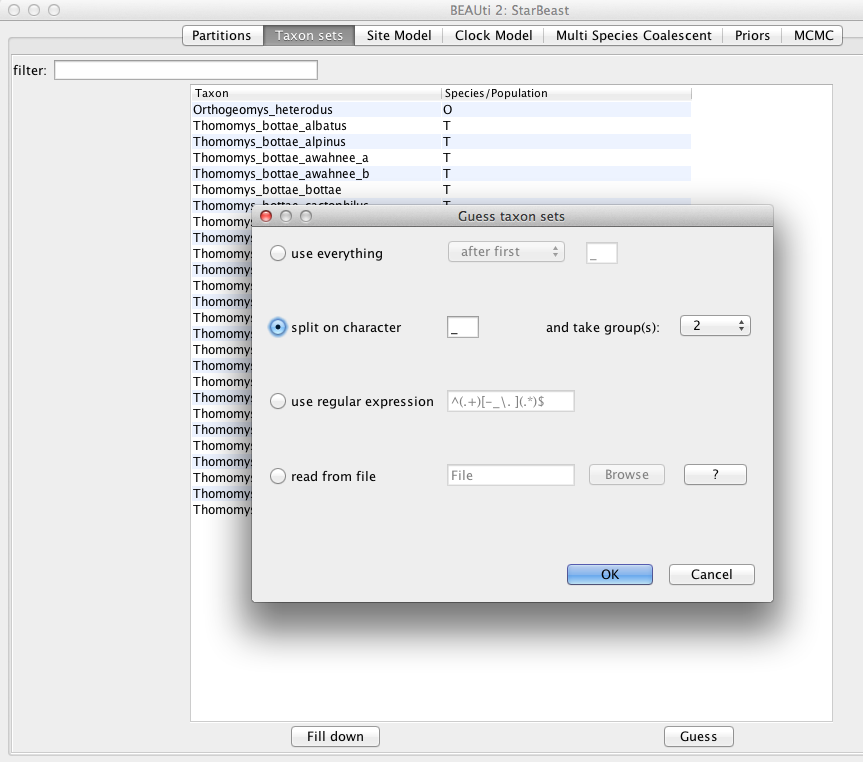 BEAUti 2: StarBeast
Partitions Taxon sets Site Model Clock Model Multi Species Coalescent Priors MCMC
filter:
Taxon Species/Population
Orthogeomys_heterodus O
Thomomys_bottae_albatus T
Thomomys_bottae_alpinus T
Thomomys_bottae_awahnee_a T
Thomomys_bottae_awahnee_b T
Thomomys_bottae_bottae T
Thomomys_bottae_cactophilus T
Thomomys
Guess taxon sets
Thomomys
use everything after first _
Thomomys
Thomomys
Thomomys
Thomomys
Thomomys
split on character _ and take group(s): 2
Thomomys
Thomomys
Thomomys
Thomomys
use regular expression ^(.+)[-_\. ](.*)$
Thomomys
Thomomys
Thomomys
Thomomys
read from file File Browse ?
Thomomys
Thomomys
Thomomys
OK Cancel
Fill down Guess